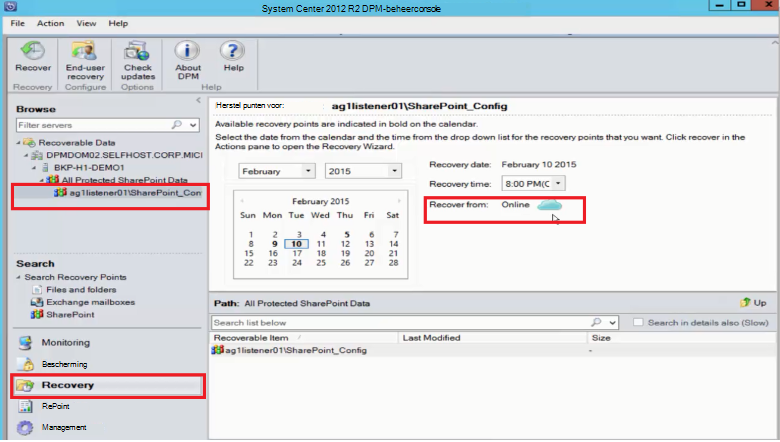 System Center 2012 R2 DPM-beheerconsole
File Action View Help
Recover
End-user recovery
Check updates
About DPM
Help
Recovery Configure Options Help
Browse
Filter servers
Recoverable Data
DPMDOM02.SELFHOST.CORP.MICI
BKP-H1-DEMO1
All Protected SharePoint Data
ag1listener01\SharePoint_Con
Search
Search Recovery Points
Files and folders
Exchange mailboxes
SharePoint
Monitoring
Bescherming
Recovery
RePoint
Management
Herstel punten voor: ag1listener01\SharePoint_Config
Available recovery points are indicated in bold on the calendar.
Select the date from the calendar and the time from the drop down list for the recovery points that you want. Click recover in the
Actions pane to open the Recovery Wizard.
February 2015
February 2015
Sun Mon Tue Wed Thu Fri Sat
1 2 3 4 5 6 7
8 9 10 11 12 13 14
15 16 17 18 19 20 21
22 23 24 25 26 27 28
Recovery date: February 10 2015
Recovery time: 8:00 PM(C
Recover from: Online
Path: All Protected SharePoint Data Up
Search list below Search in details also (Slow)
Recoverable Item Last Modified Size
ag1listener01\SharePoint_Config -